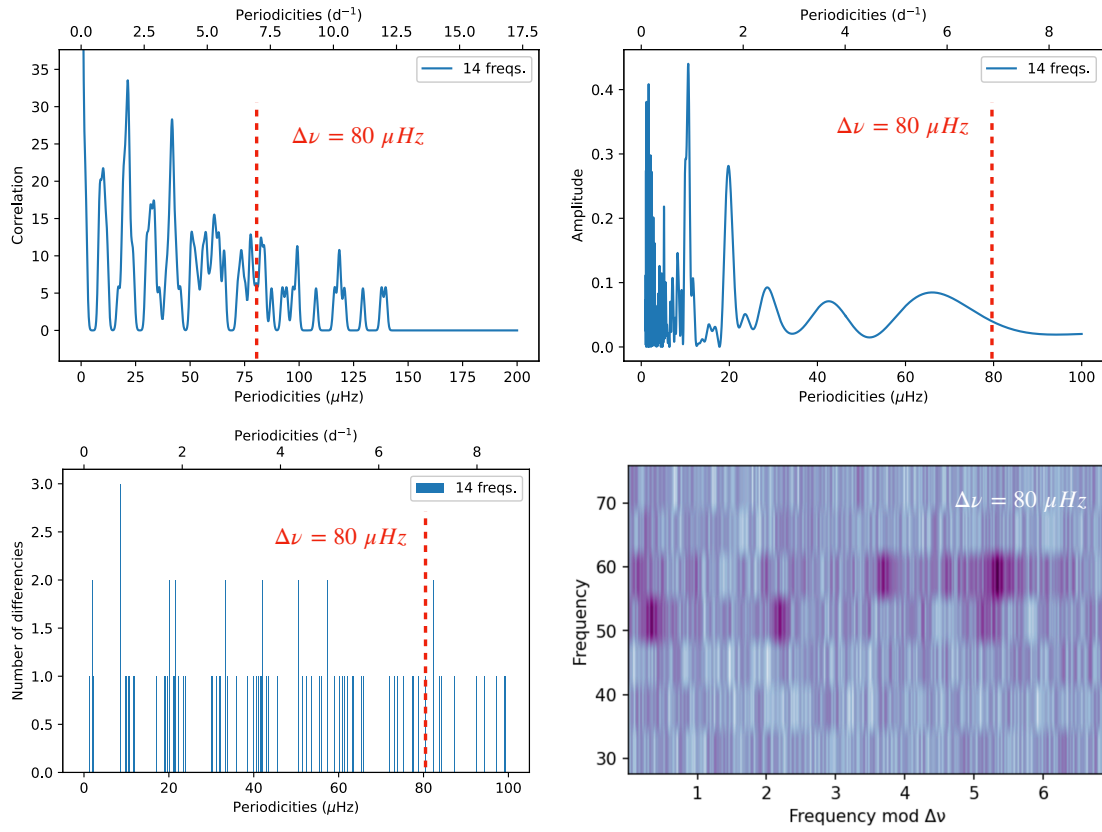 Periodicities (d⁻¹)
0.0 2.5 5.0 7.5 10.0 12.5 15.0 17.5
14 freqs.
Δν = 80 μHz
Correlation
35
30
25
20
15
10
5
0
0 25 50 75 100 125 150 175 200
Periodicities (μHz)
Periodicities (d⁻¹)
0 2 4 6 8
14 freqs.
Δν = 80 μHz
Amplitude
0.4
0.3
0.2
0.1
0.0
0 20 40 60 80 100
Periodicities (μHz)
Periodicities (d⁻¹)
0 2 4 6 8
14 freqs.
Δν = 80 μHz
Number of differencies
3.0
2.5
2.0
1.5
1.0
0.5
0.0
0 20 40 60 80 100
Periodicities (μHz)
Δν = 80 μHz
Frequency
70
60
50
40
30
1 2 3 4 5 6
Frequency mod Δν